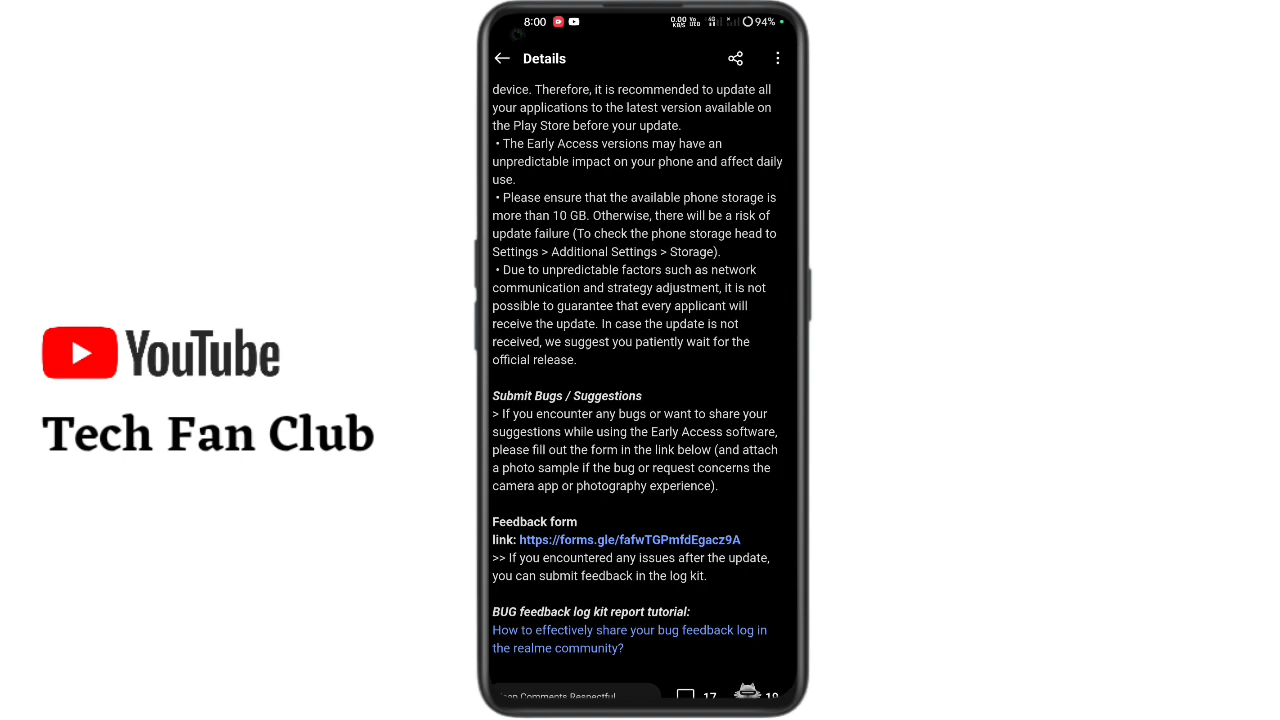 8:00
0.00 KB/S
Vo
4G
94%
Details
device. Therefore, it is recommended to update all
your applications to the latest version available on
the Play Store before your update.
• The Early Access versions may have an
unpredictable impact on your phone and affect daily
use.
• Please ensure that the available phone storage is
more than 10 GB. Otherwise, there will be a risk of
update failure (To check the phone storage head to
Settings > Additional Settings > Storage).
• Due to unpredictable factors such as network
communication and strategy adjustment, it is not
possible to guarantee that every applicant will
receive the update. In case the update is not
received, we suggest you patiently wait for the
official release.
Submit Bugs / Suggestions
> If you encounter any bugs or want to share your
suggestions while using the Early Access software,
please fill out the form in the link below (and attach
a photo sample if the bug or request concerns the
camera app or photography experience).
Feedback form
link: https://forms.gle/fafwTGPmfdEgacz9A
>> If you encountered any issues after the update,
you can submit feedback in the log kit.
BUG feedback log kit report tutorial:
How to effectively share your bug feedback log in
the realme community?
Comments Respectful
17
YouTube
Tech Fan Club